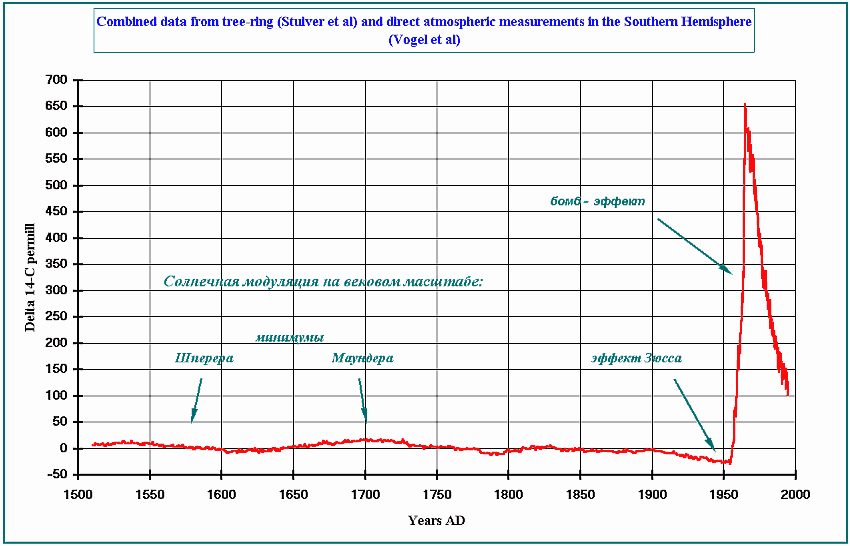 Combined data from tree-ring (Stuiver et al) and direct atmospheric measurements in the Southern Hemisphere
(Vogel et al)
700
650
600
550
500
450
400
350
300
250
200
150
100
50
0
-50
Delta 14-C permill
бомб - эффект
Солнечная модуляция на вековом масштабе:
минимумы
Шперера Маундера эффект Зюсса
1500 1550 1600 1650 1700 1750 1800 1850 1900 1950 2000
Years AD